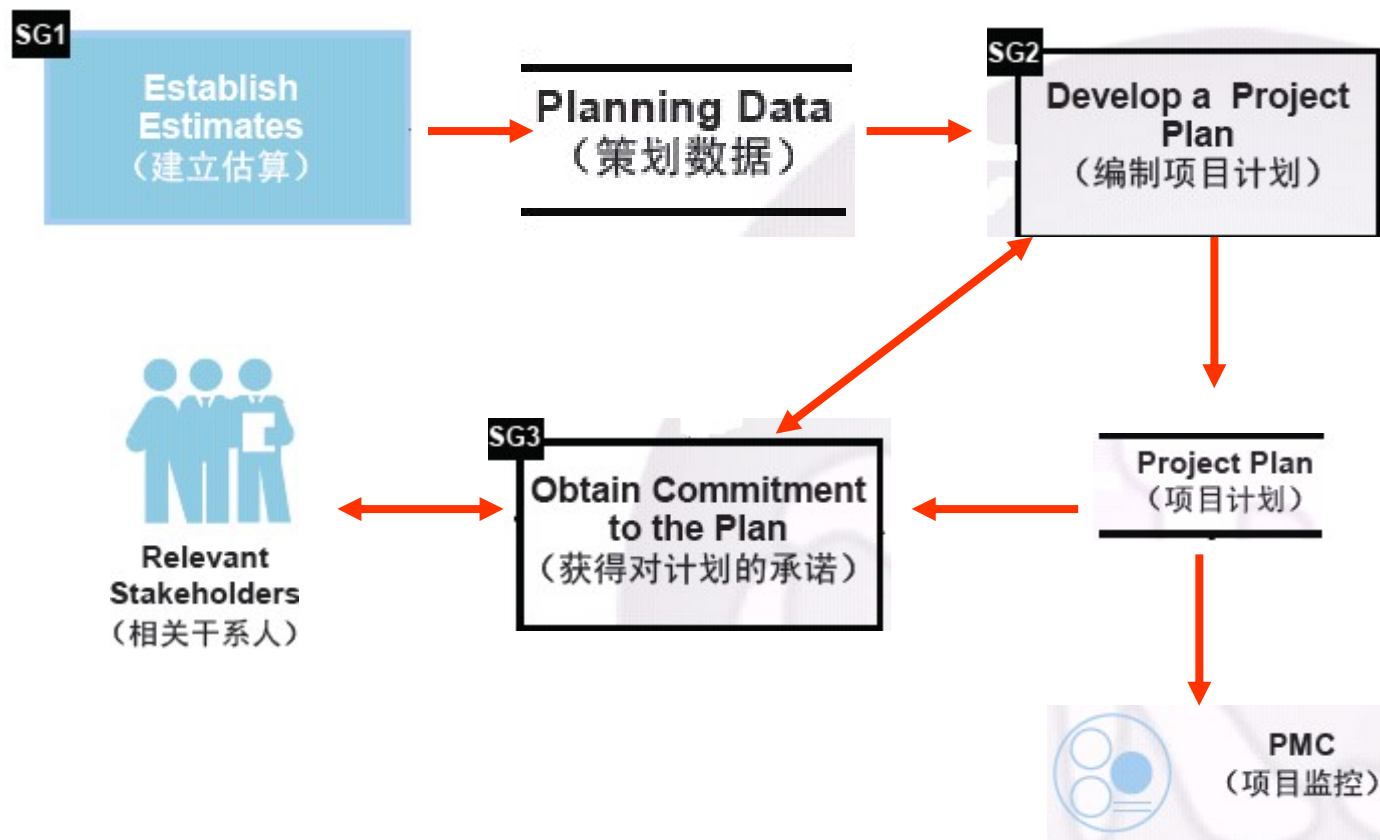 SG1
Establish
Estimates
（建立估算）
Planning Data
（策划数据）
SG2
Develop a Project
Plan
（编制项目计划）
Relevant
Stakeholders
（相关干系人）
SG3
Obtain Commitment
to the Plan
（获得对计划的承诺）
Project Plan
（项目计划）
PMC
（项目监控）